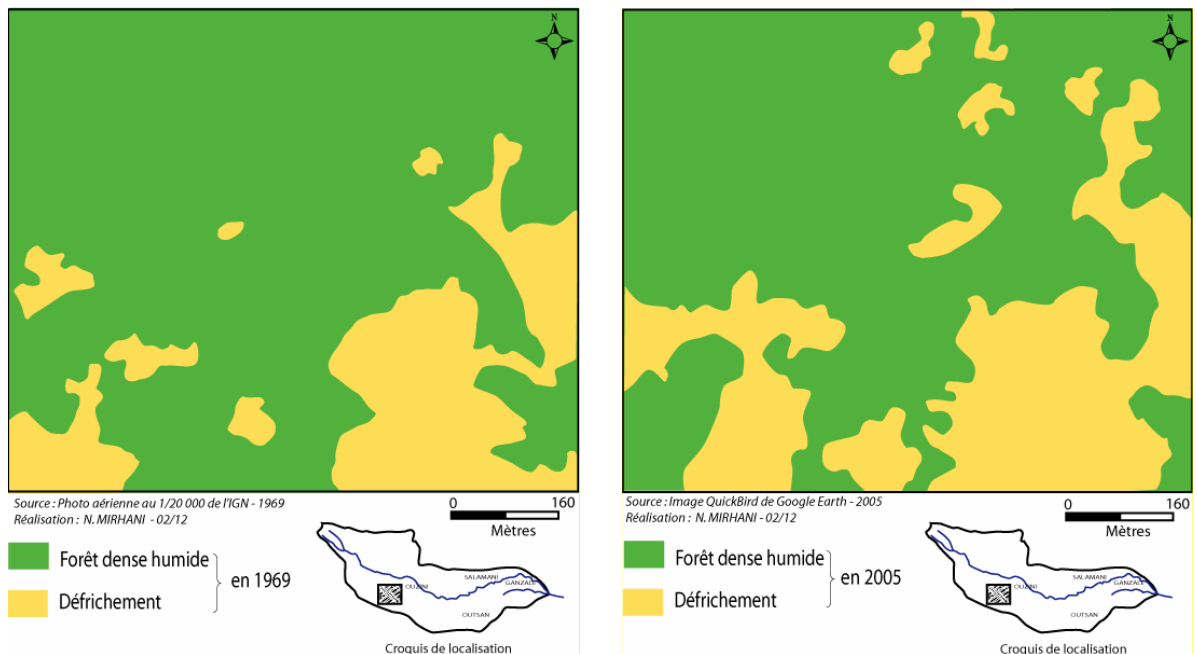 N
Source : Photo aérienne au 1/20 000 de l'IGN - 1969
Réalisation : N. MIRHANI - 02/12
0 160
Mètres
Forêt dense humide
Défrichement
en 1969
OUZINI
SALAMANI
GANZALE
OUTSAN
Croquis de localisation
N
Source : Image QuickBird de Google Earth - 2005
Réalisation : N. MIRHANI - 02/12
0 160
Mètres
Forêt dense humide
Défrichement
en 2005
OUZINI
SALAMANI
GANZALE
OUTSAN
Croquis de localisation